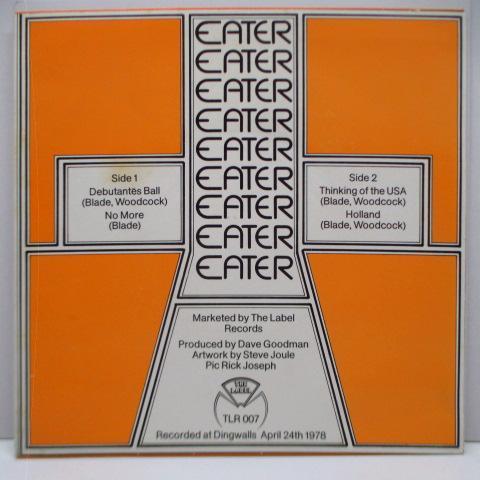 EATER
EATER
EATER
EATER
EATER
EATER
EATER
EATER
EATER
Side 1
Debutantes Ball
(Blade, Woodcock)
No More
(Blade)
Side 2
Thinking of the USA
(Blade, Woodcock)
Holland
(Blade, Woodcock)
Marketed by The Label
Records
Produced by Dave Goodman
Artwork by Steve Joule
Pic Rick Joseph
THE
LABEL
TLR 007
Recorded at Dingwalls April 24th 1978